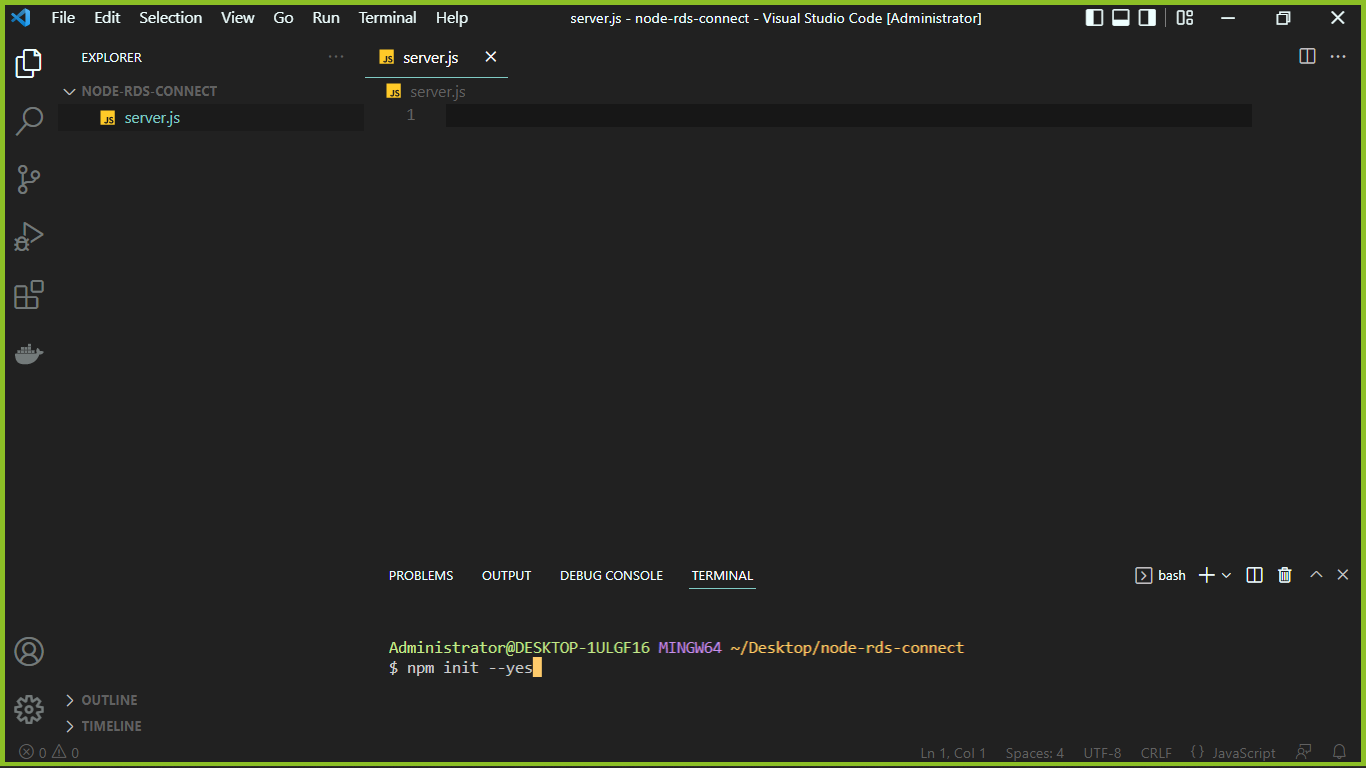 File Edit Selection View Go Run Terminal Help server.js - node-rds-connect - Visual Studio Code [Administrator]
EXPLORER
NODE-RDS-CONNECT
JS server.js
JS server.js
JS server.js
1
PROBLEMS OUTPUT DEBUG CONSOLE TERMINAL bash
Administrator@DESKTOP-1ULGF16 MINGW64 ~/Desktop/node-rds-connect
$ npm init --yes
OUTLINE
TIMELINE
0 0 Ln 1, Col 1 Spaces: 4 UTF-8 CRLF {} JavaScript